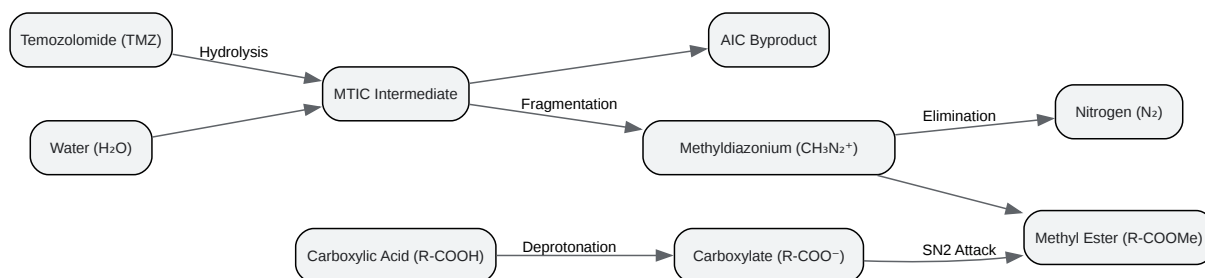 Temozolomide (TMZ)
Hydrolysis
AIC Byproduct
MTIC Intermediate
Fragmentation
Elimination
Nitrogen (N₂)
Water (H₂O)
Methyldiazonium (CH₃N₂⁺)
Carboxylic Acid (R-COOH)
Deprotonation
Carboxylate (R-COO⁻)
SN2 Attack
Methyl Ester (R-COOMe)